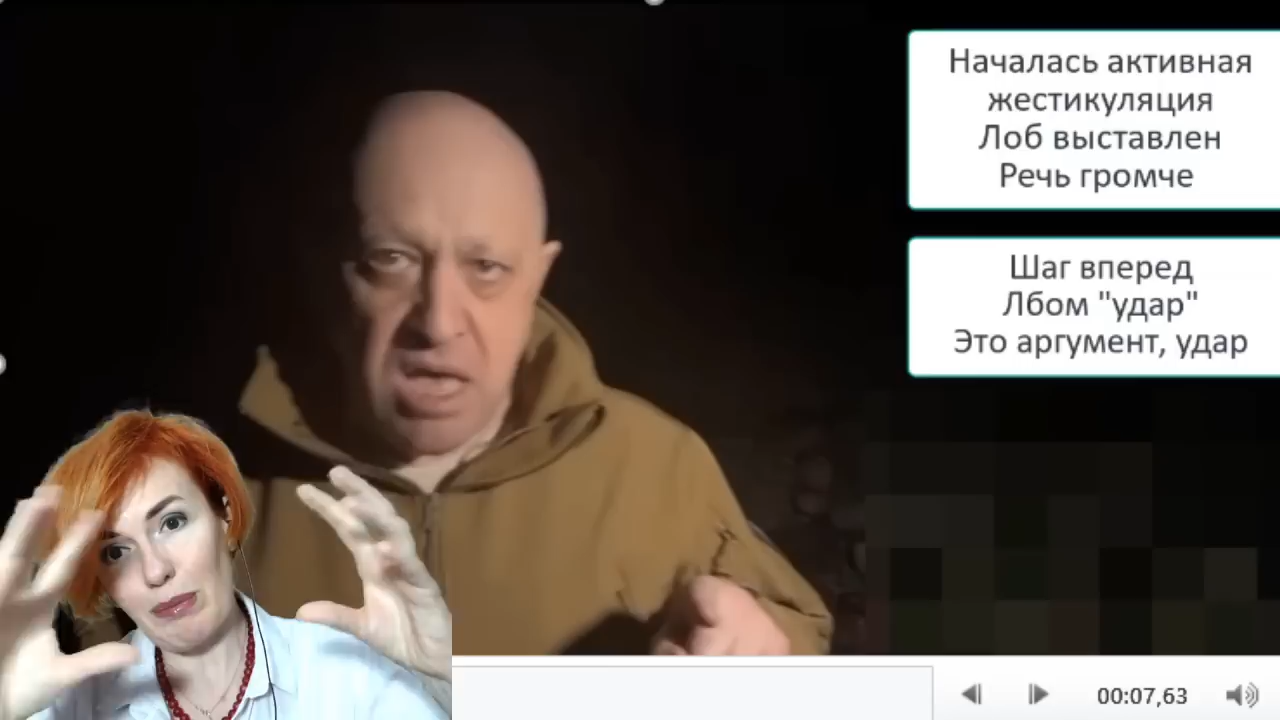 Началась активная
жестикуляция
Лоб выставлен
Речь громче
Шаг вперед
Лбом "удар"
Это аргумент, удар
00:07,63